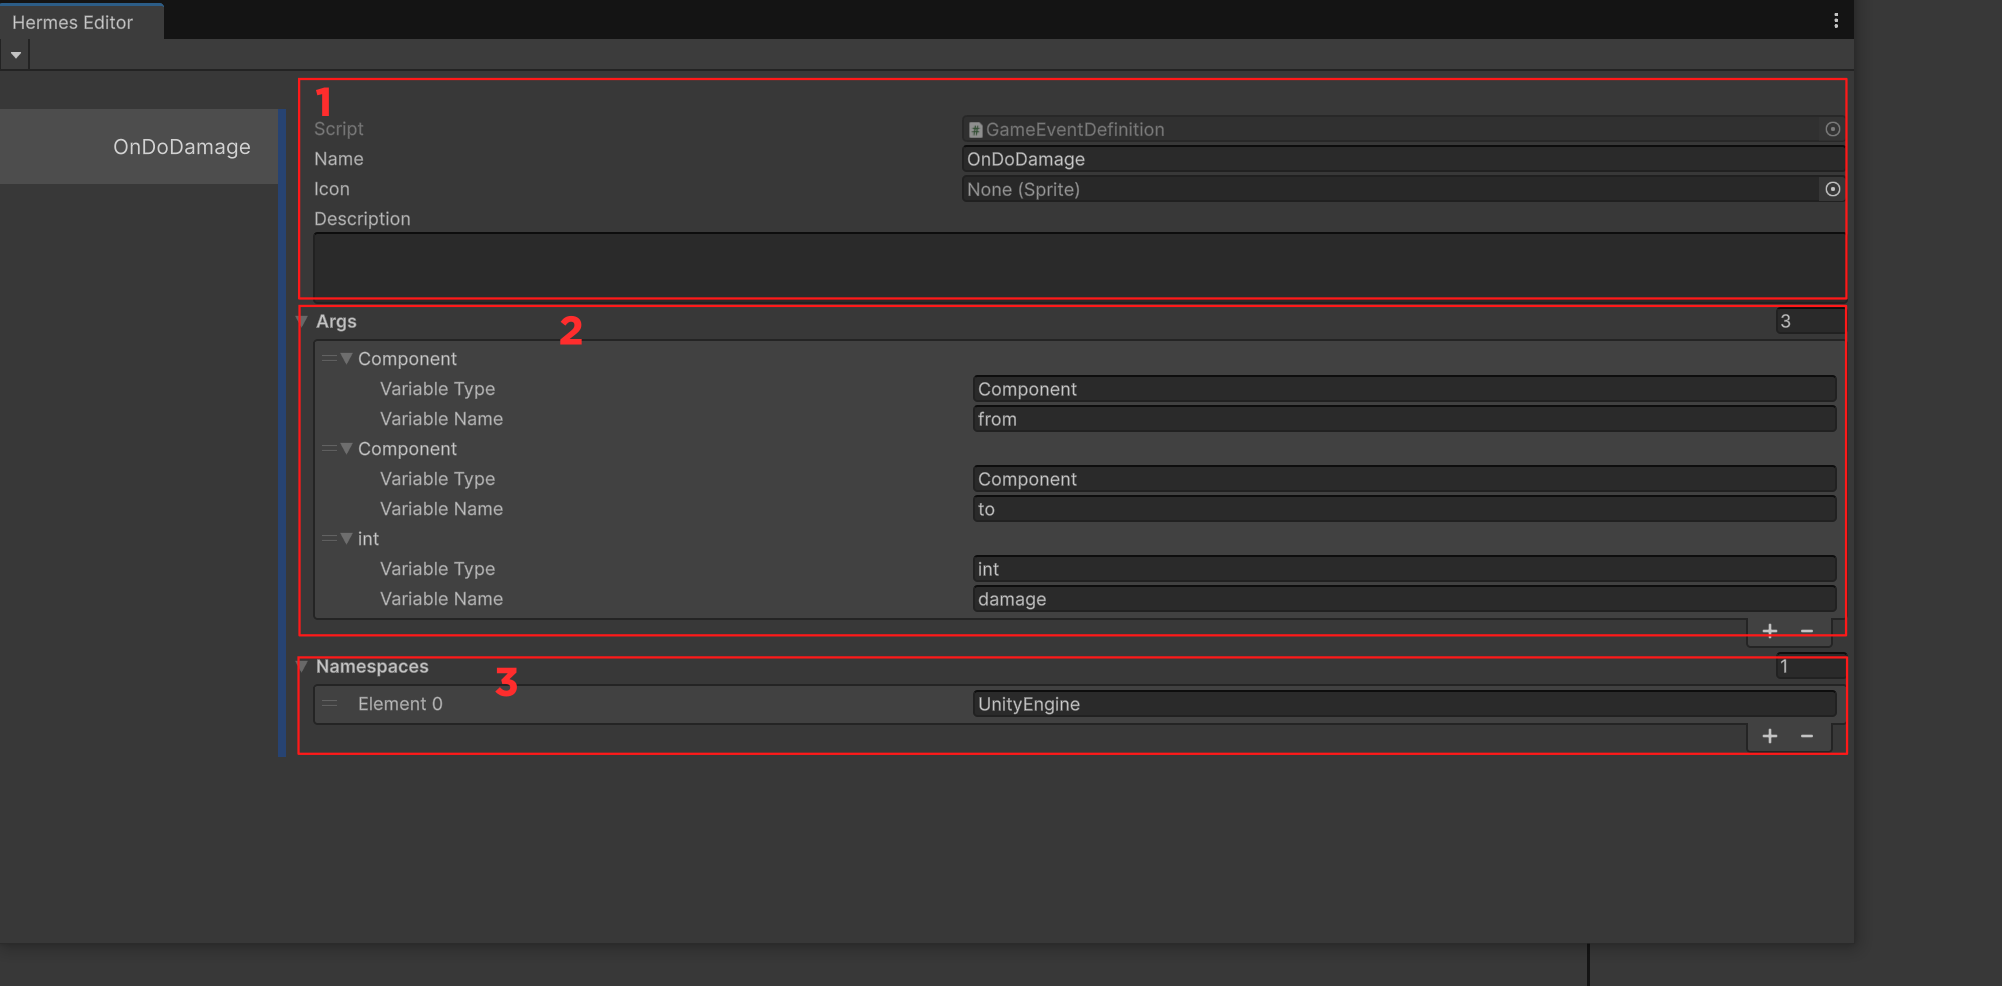 Hermes Editor
OnDoDamage
1
Script GameEventDefinition
Name OnDoDamage
Icon None (Sprite)
Description
Args 2 3
Component
Variable Type Component
Variable Name from
Component
Variable Type Component
Variable Name to
int
Variable Type int
Variable Name damage
+ −
Namespaces 3 1
Element 0 UnityEngine
+ −